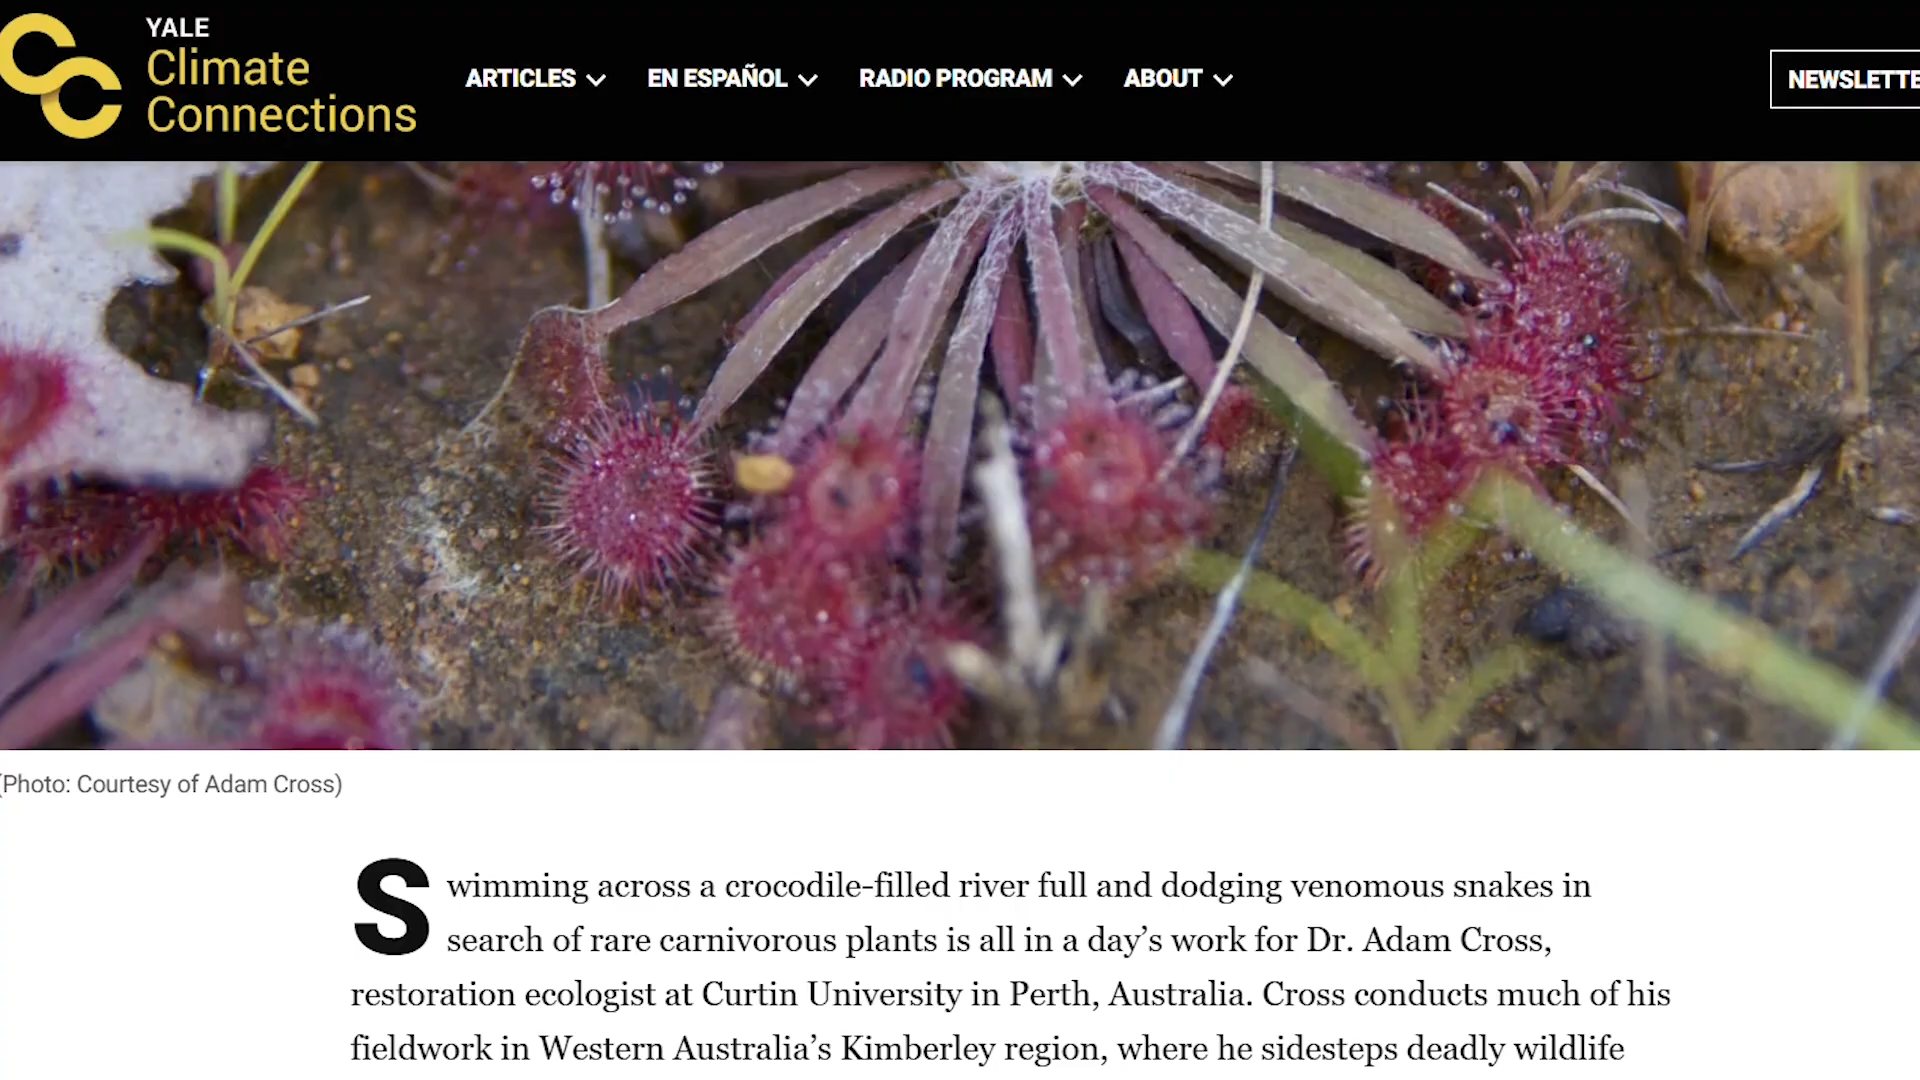 YALE
Climate
Connections
ARTICLES
EN ESPAÑOL
RADIO PROGRAM
ABOUT
NEWSLETTE
(Photo: Courtesy of Adam Cross)
Swimming across a crocodile-filled river full and dodging venomous snakes in
search of rare carnivorous plants is all in a day’s work for Dr. Adam Cross,
restoration ecologist at Curtin University in Perth, Australia. Cross conducts much of his
fieldwork in Western Australia’s Kimberley region, where he sidesteps deadly wildlife